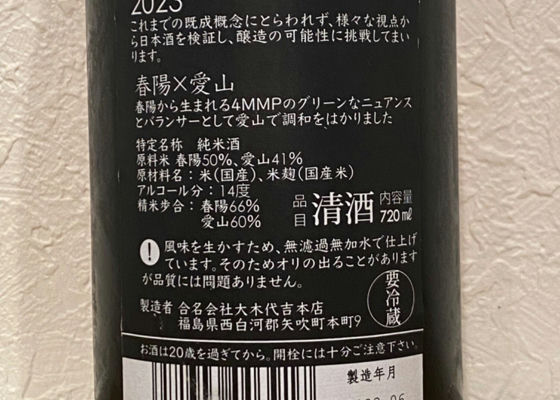 2023
これまでの既成概念にとらわれず、様々な視点か
ら日本酒を検証し、醸造の可能性に挑戦してまい
ります。
春陽×愛山
春陽から生まれる4MMPのグリーンなニュアンス
とバランサーとして愛山で調和をはかりました
特定名称 純米酒
原料米 春陽50%、愛山41%
原材料名：米(国産)、米麹(国産米)
アルコール分：14度
精米歩合：春陽66%
愛山60%
品目 清酒 内容量 720ml
! 風味を生かすため、無濾過無加水で仕上げ
ています。そのためオリの出ることがあります
が品質には問題ありません。
要冷蔵
製造者 合名会社大木代吉本店
福島県西白河郡矢吹町本町9
お酒は20歳を過ぎてから。開栓には十分ご注意下さい。
製造年月